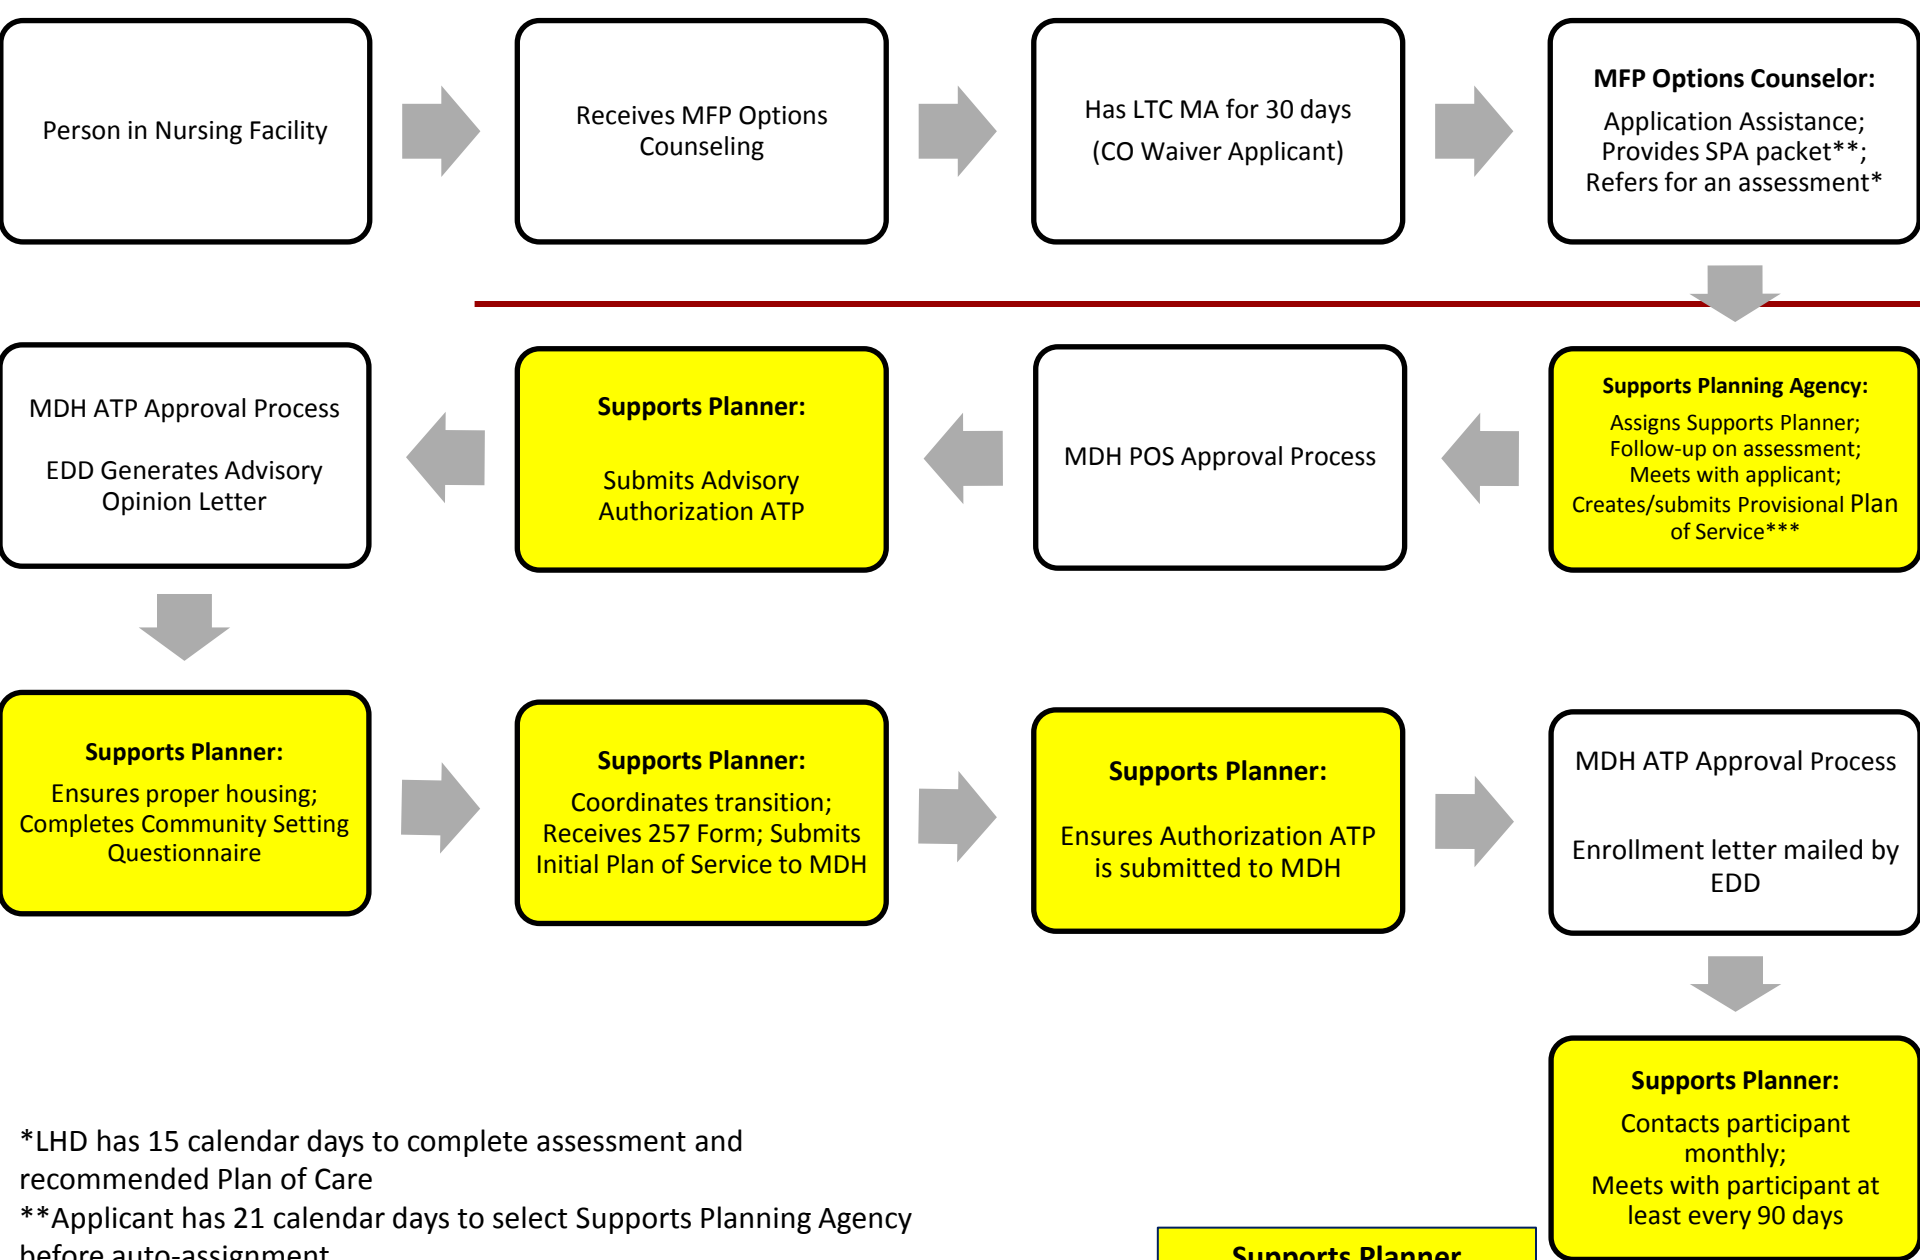 Person in Nursing Facility
Receives MFP Options
Counseling
Has LTC MA for 30 days
(CO Waiver Applicant)
MFP Options Counselor:
Application Assistance;
Provides SPA packet**;
Refers for an assessment*
Supports Planning Agency:
Assigns Supports Planner;
Follow-up on assessment;
Meets with applicant;
Creates/submits Provisional Plan
of Service***
MDH POS Approval Process
Supports Planner:
Submits Advisory
Authorization ATP
MDH ATP Approval Process
EDD Generates Advisory
Opinion Letter
Supports Planner:
Ensures proper housing;
Completes Community Setting
Questionnaire
Supports Planner:
Coordinates transition;
Receives 257 Form; Submits
Initial Plan of Service to MDH
Supports Planner:
Ensures Authorization ATP
is submitted to MDH
MDH ATP Approval Process
Enrollment letter mailed by
EDD
Supports Planner:
Contacts participant
monthly;
Meets with participant at
least every 90 days
*LHD has 15 calendar days to complete assessment and
recommended Plan of Care
**Applicant has 21 calendar days to select Supports Planning Agency
before auto-assignment
Supports Planner